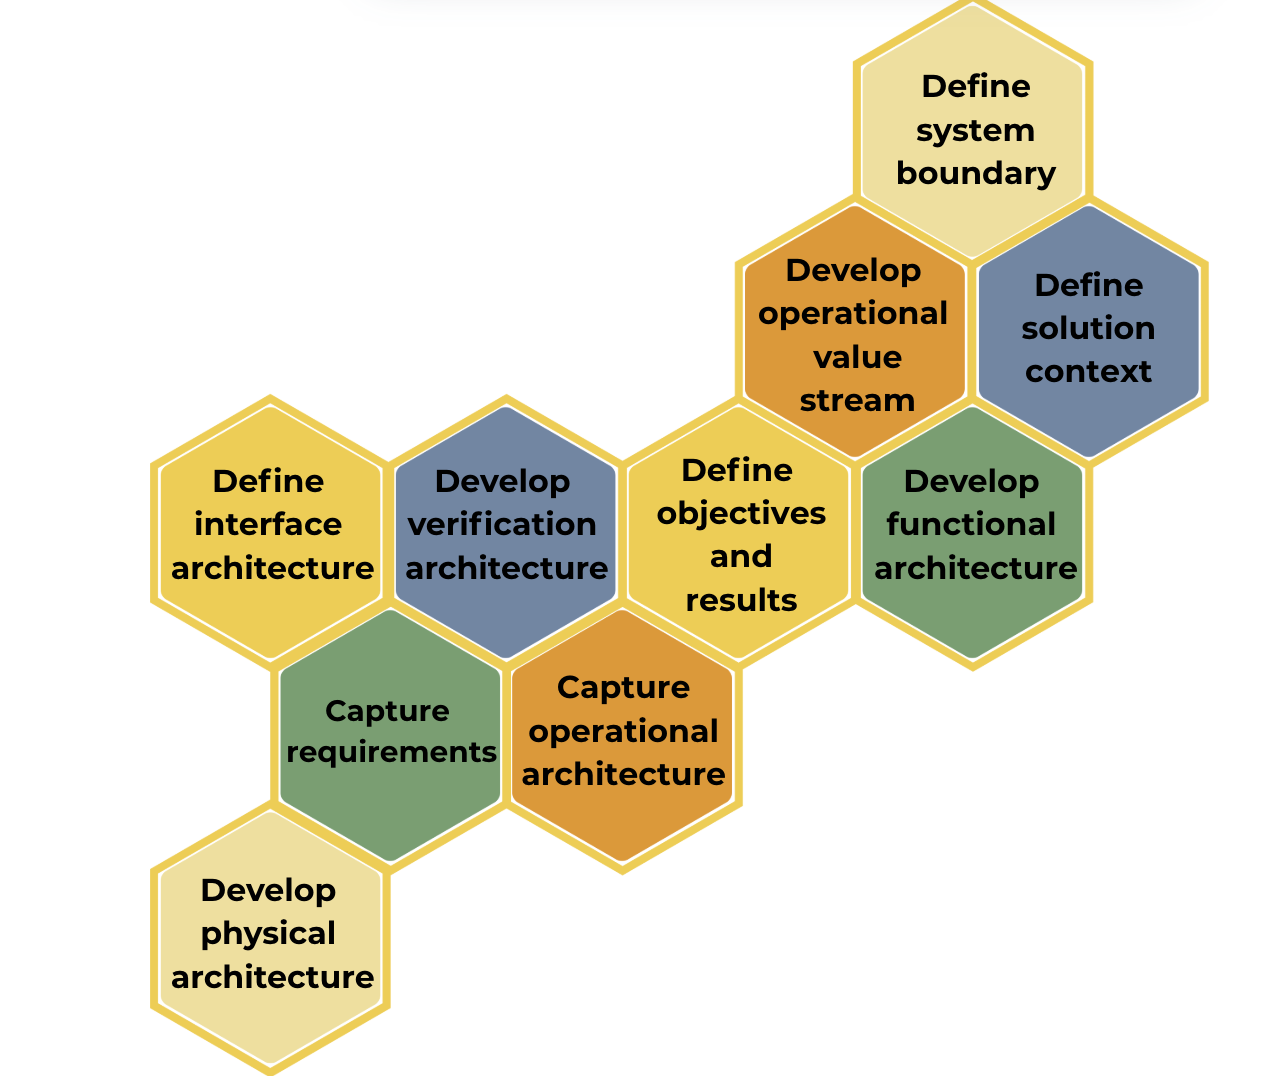 Define
system
boundary
Develop
operational
value
stream
Define
solution
context
Define
interface
architecture
Develop
verification
architecture
Define
objectives
and
results
Develop
functional
architecture
Capture
requirements
Capture
operational
architecture
Develop
physical
architecture